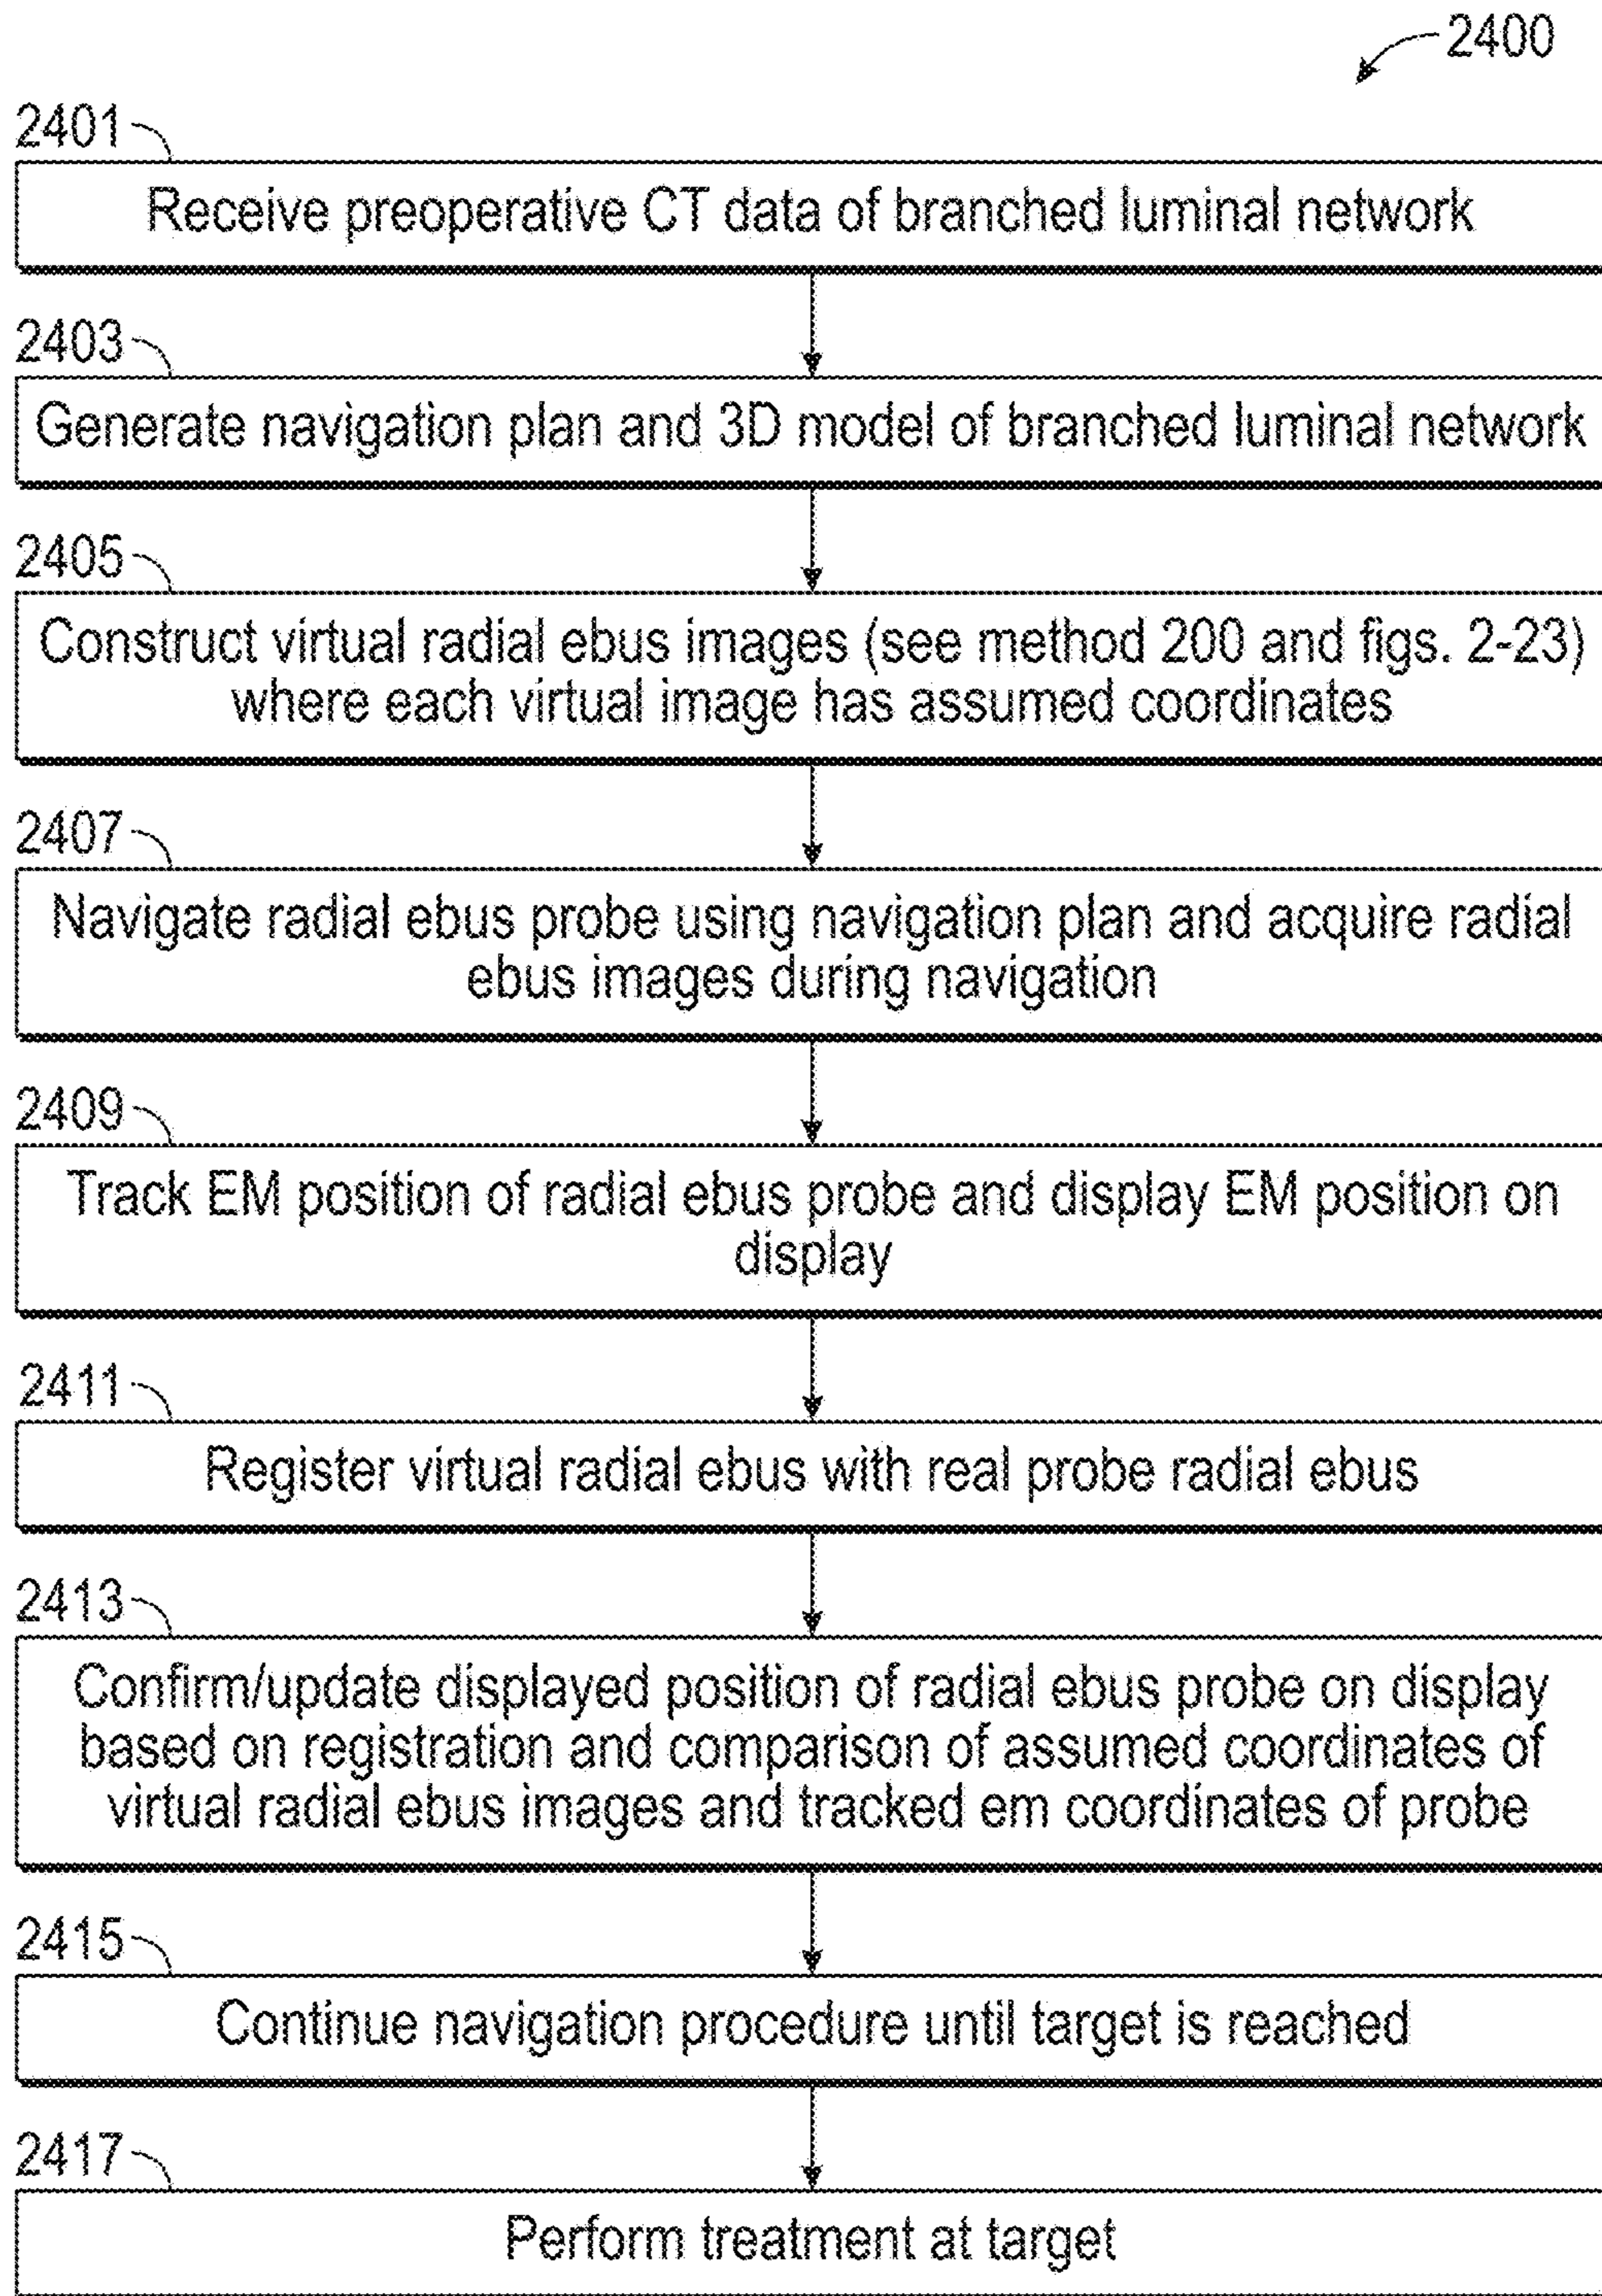 2400
2401
Receive preoperative CT data of branched luminal network
2403
Generate navigation plan and 3D model of branched luminal network
2405
Construct virtual radial ebus images (see method 200 and figs. 2-23)
where each virtual image has assumed coordinates
2407
Navigate radial ebus probe using navigation plan and acquire radial
ebus images during navigation
2409
Track EM position of radial ebus probe and display EM position on
display
2411
Register virtual radial ebus with real probe radial ebus
2413
Confirm/update displayed position of radial ebus probe on display
based on registration and comparison of assumed coordinates of
virtual radial ebus images and tracked em coordinates of probe
2415
Continue navigation procedure until target is reached
2417
Perform treatment at target